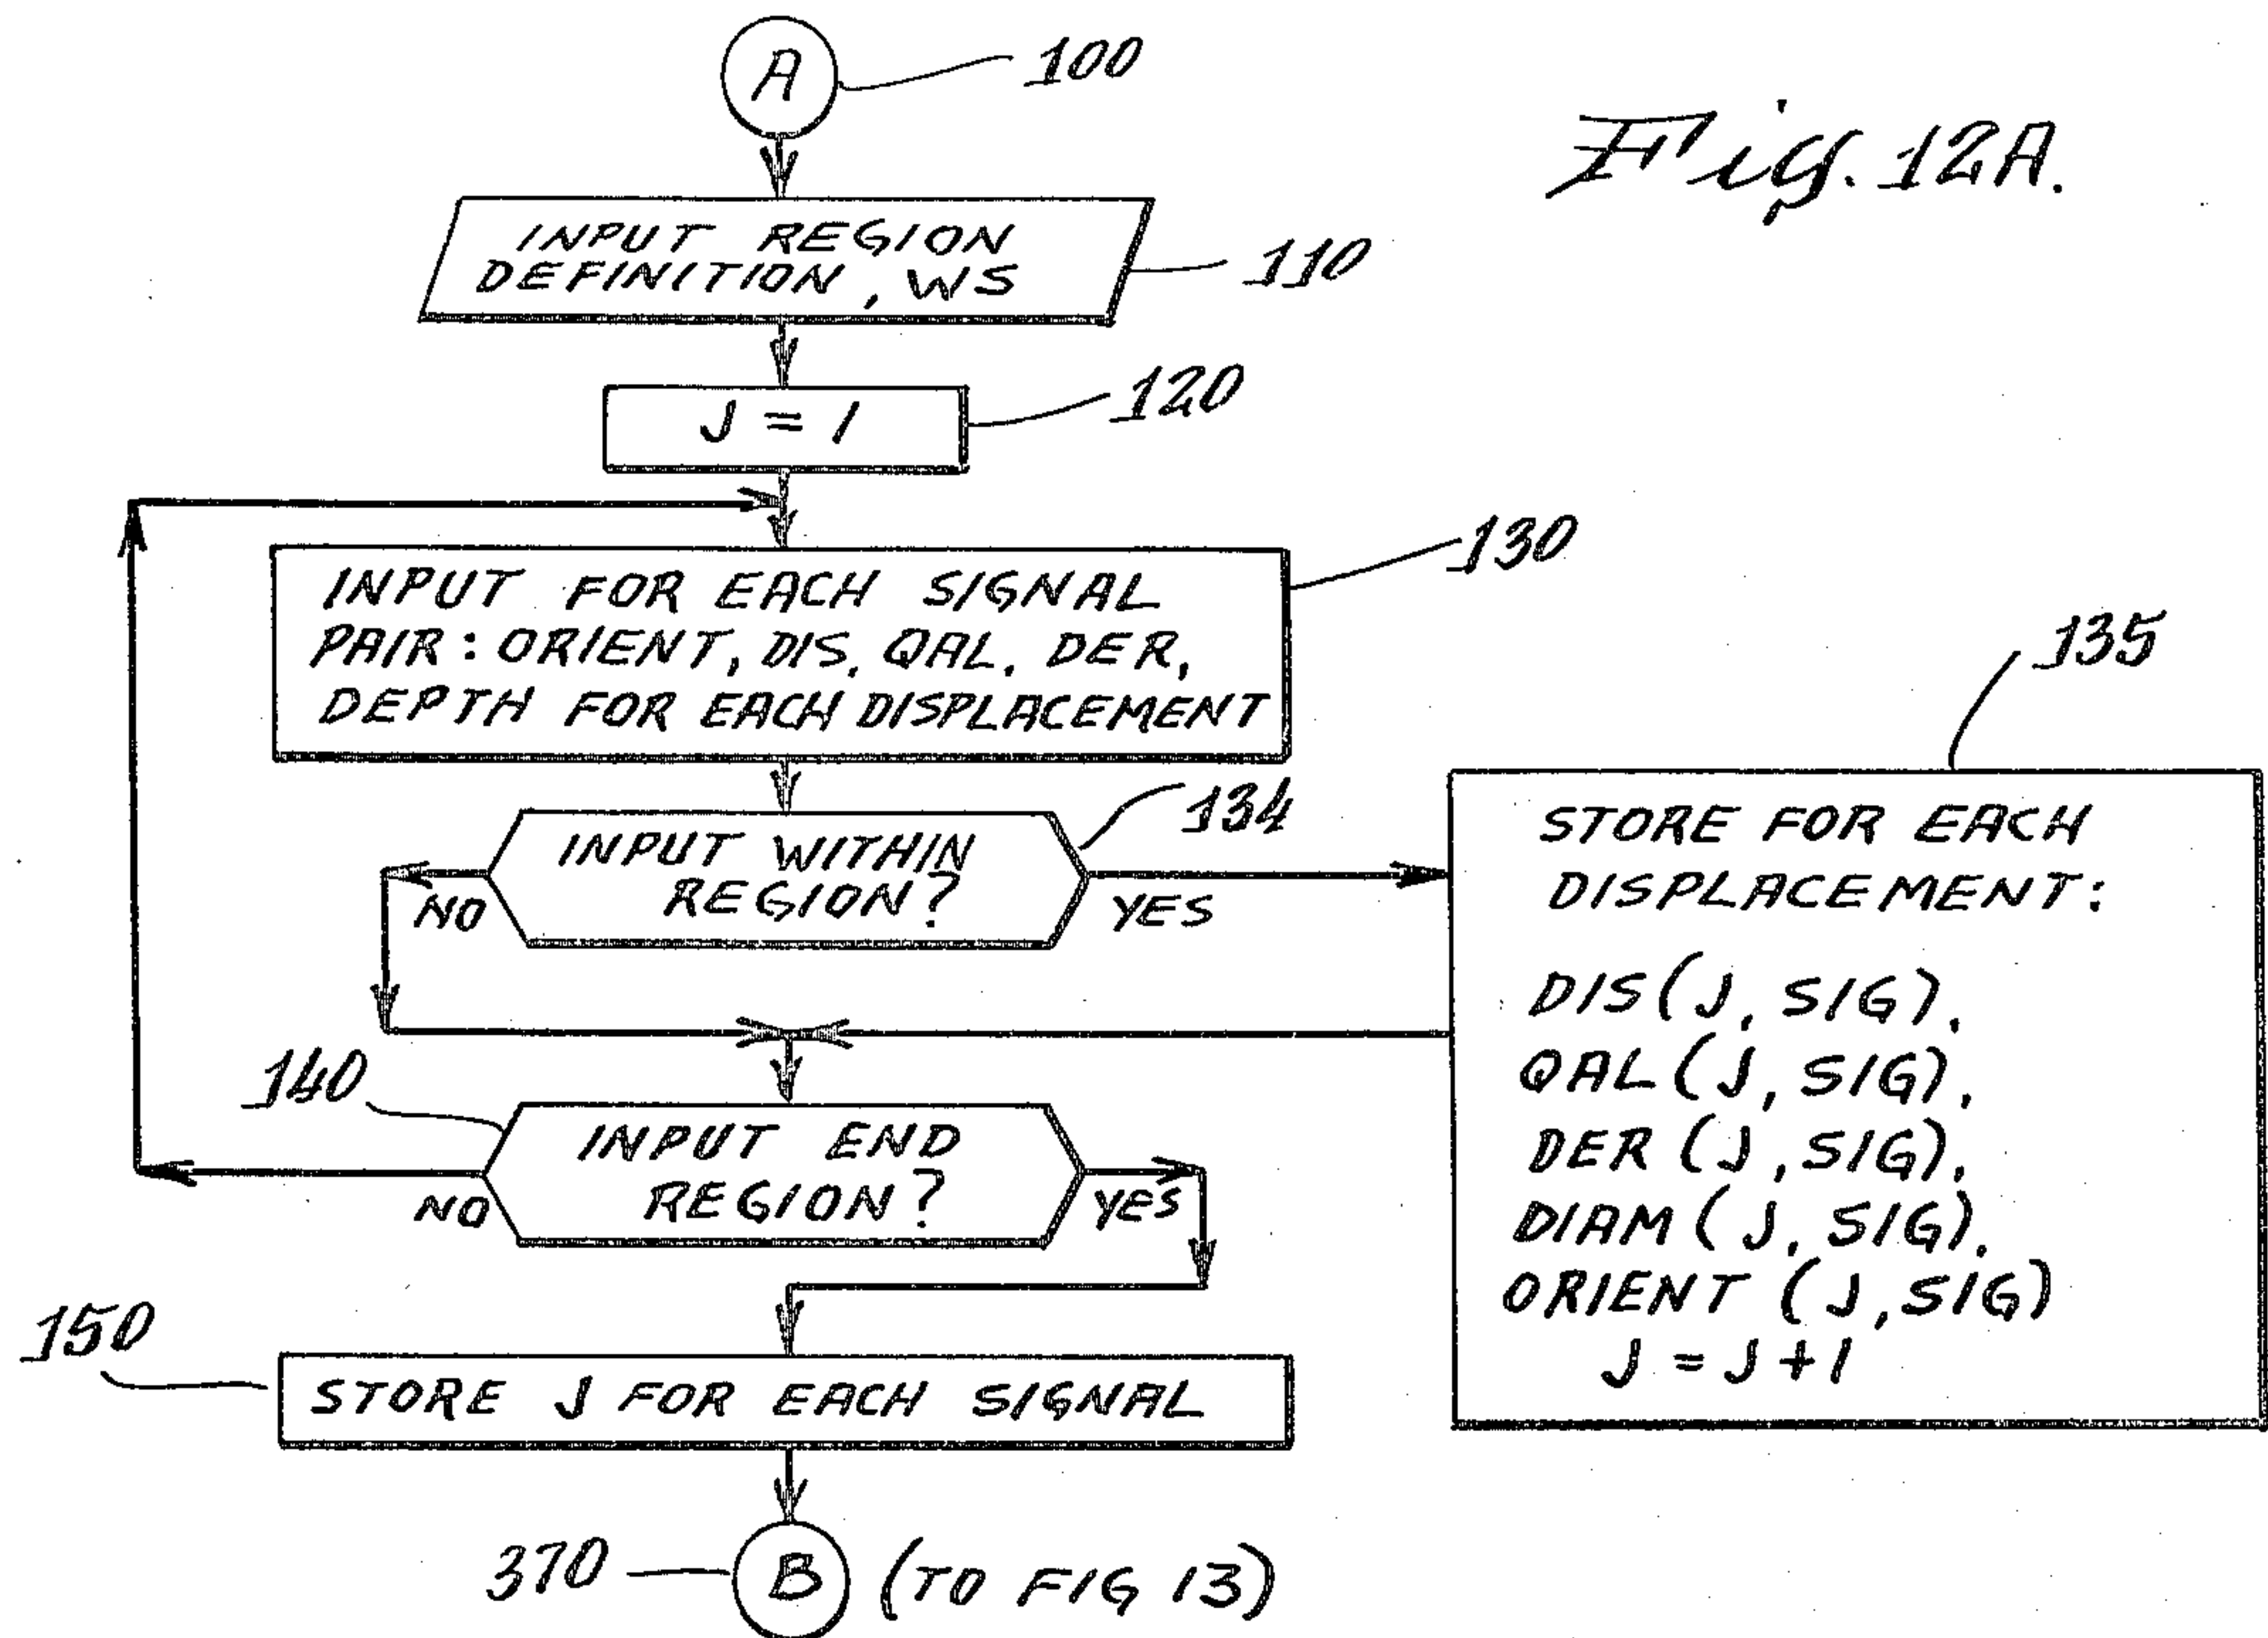 A
100
Fig. 12A.
INPUT REGION
DEFINITION, WS
110
J = 1
120
130
INPUT FOR EACH SIGNAL
PAIR: ORIENT, DIS, QAL, DER,
DEPTH FOR EACH DISPLACEMENT
135
134
INPUT WITHIN
REGION?
NO
YES
STORE FOR EACH
DISPLACEMENT:
DIS(J, SIG),
QAL(J, SIG),
DER(J, SIG),
DIAM(J, SIG),
ORIENT (J, SIG)
J = J + 1
140
INPUT END
REGION?
NO
YES
150
STORE J FOR EACH SIGNAL
370
B
(TO FIG 13)